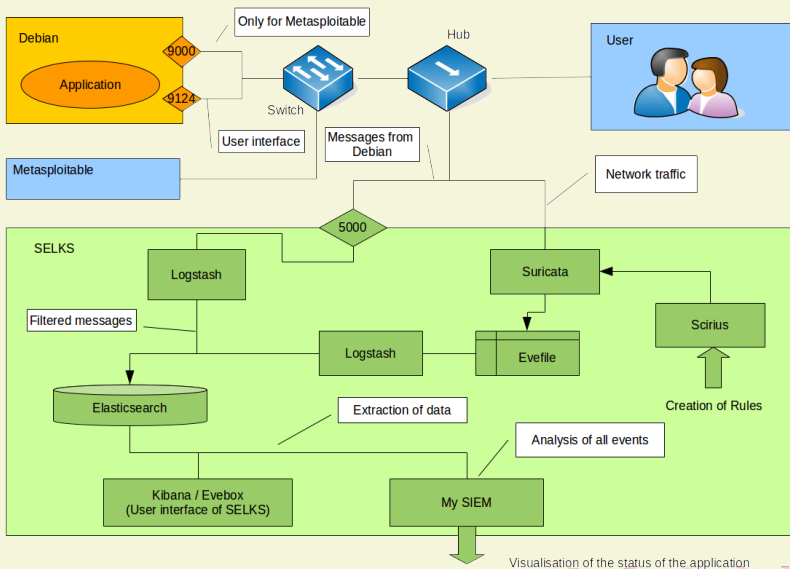 Debian
9000
Only for Metasploitable
Hub
User
Application
9124
Switch
User interface
Messages from
Debian
Metasploitable
Network traffic
5000
SELKS
Logstash
Suricata
Filtered messages
Scirius
Logstash
Evefile
Elasticsearch
Creation of Rules
Extraction of data
Analysis of all events
Kibana / Evebox
(User interface of SELKS)
My SIEM
Visualisation of the status of the application